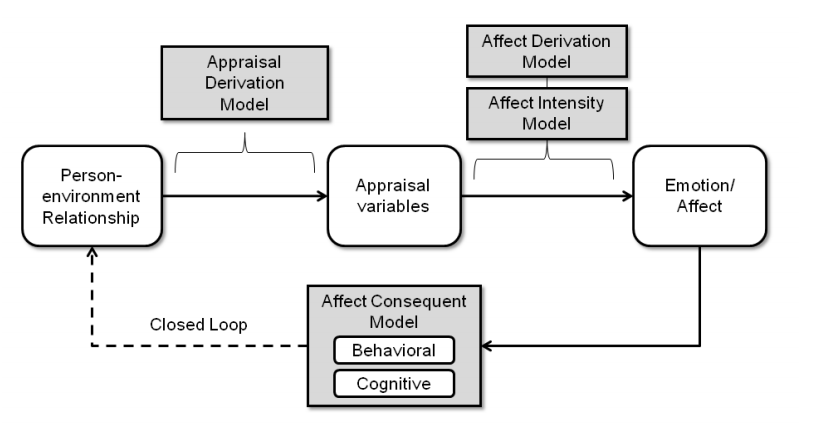 Appraisal
Derivation
Model
Affect Derivation
Model
Affect Intensity
Model
Person-
environment
Relationship
Appraisal
variables
Emotion/
Affect
Closed Loop
Affect Consequent
Model
Behavioral
Cognitive